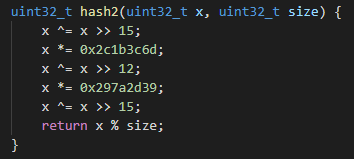 uint32_t hash2(uint32_t x, uint32_t size) {
    x ^= x >> 15;
    x *= 0x2c1b3c6d;
    x ^= x >> 12;
    x *= 0x297a2d39;
    x ^= x >> 15;
    return x % size;
}